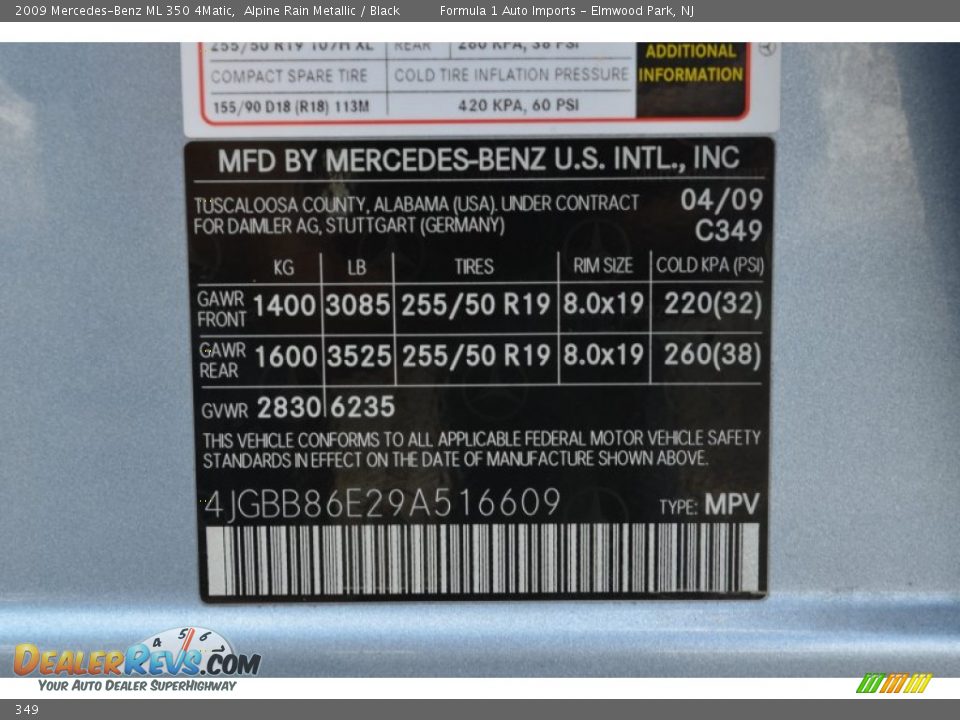 2009 Mercedes-Benz ML 350 4Matic, Alpine Rain Metallic / Black Formula 1 Auto Imports - Elmwood Park, NJ
255/50 R19 107H XL REAR 260 KPA, 38 PSI ADDITIONAL
COMPACT SPARE TIRE COLD TIRE INFLATION PRESSURE INFORMATION
155/90 D18 (R18) 113M 420 KPA, 60 PSI
MFD BY MERCEDES-BENZ U.S. INTL., INC
TUSCALOOSA COUNTY, ALABAMA (USA). UNDER CONTRACT 04/09
FOR DAIMLER AG, STUTTGART (GERMANY) C349
KG LB TIRES RIM SIZE COLD KPA (PSI)
GAWR FRONT 1400 3085 255/50 R19 8.0x19 220(32)
GAWR REAR 1600 3525 255/50 R19 8.0x19 260(38)
GVWR 2830 6235
THIS VEHICLE CONFORMS TO ALL APPLICABLE FEDERAL MOTOR VEHICLE SAFETY
STANDARDS IN EFFECT ON THE DATE OF MANUFACTURE SHOWN ABOVE.
4JGBB86E29A516609 TYPE: MPV
4 5 6
DEALERREVS.COM
YOUR AUTO DEALER SUPERHIGHWAY
349